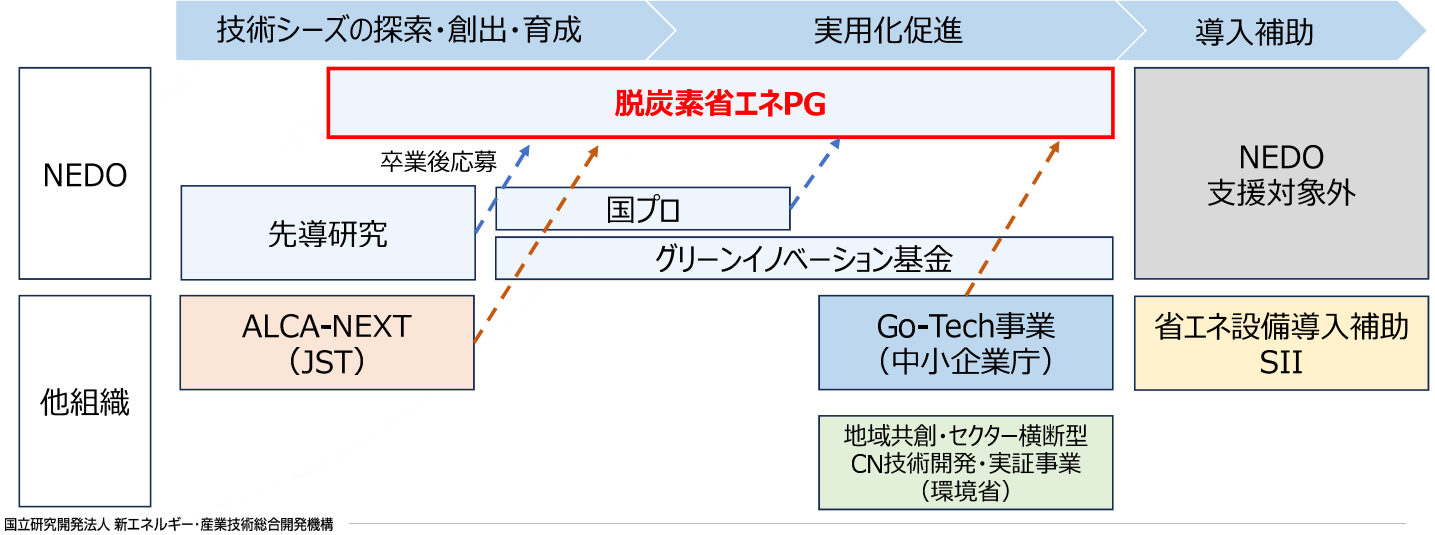 技術シーズの探索・創出・育成
実用化促進
導入補助
NEDO
脱炭素省エネPG
卒業後応募
先導研究
国プロ
グリーンイノベーション基金
NEDO
支援対象外
他組織
ALCA-NEXT
（JST）
Go-Tech事業
（中小企業庁）
省エネ設備導入補助
SII
地域共創・セクター横断型
CN技術開発・実証事業
（環境省）
国立研究開発法人 新エネルギー・産業技術総合開発機構